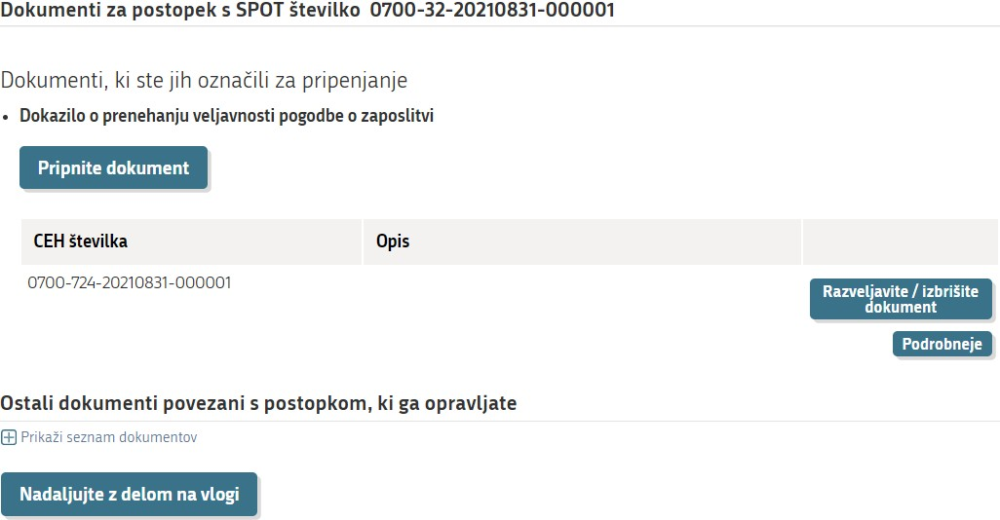 Dokumenti za postopek s SPOT številko 0700-32-20210831-000001
Dokumenti, ki ste jih označili za pripenjanje
• Dokazilo o prenehanju veljavnosti pogodbe o zaposlitvi
Pripnite dokument
CEH številka Opis
0700-724-20210831-000001
Razveljavite / izbrišite
dokument
Podrobneje
Ostali dokumenti povezani s postopkom, ki ga opravljate
Prikaži seznam dokumentov
Nadaljujte z delom na vlogi